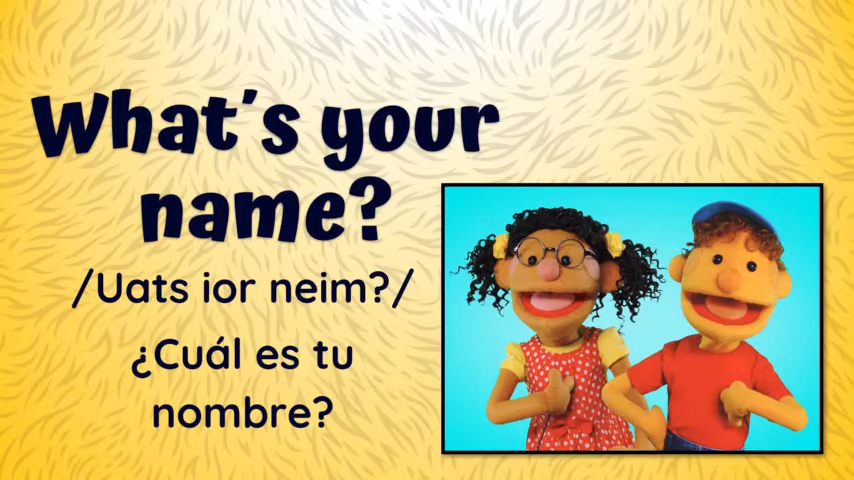 What's your
name?
/Uats ior neim?/
¿Cuál es tu
nombre?